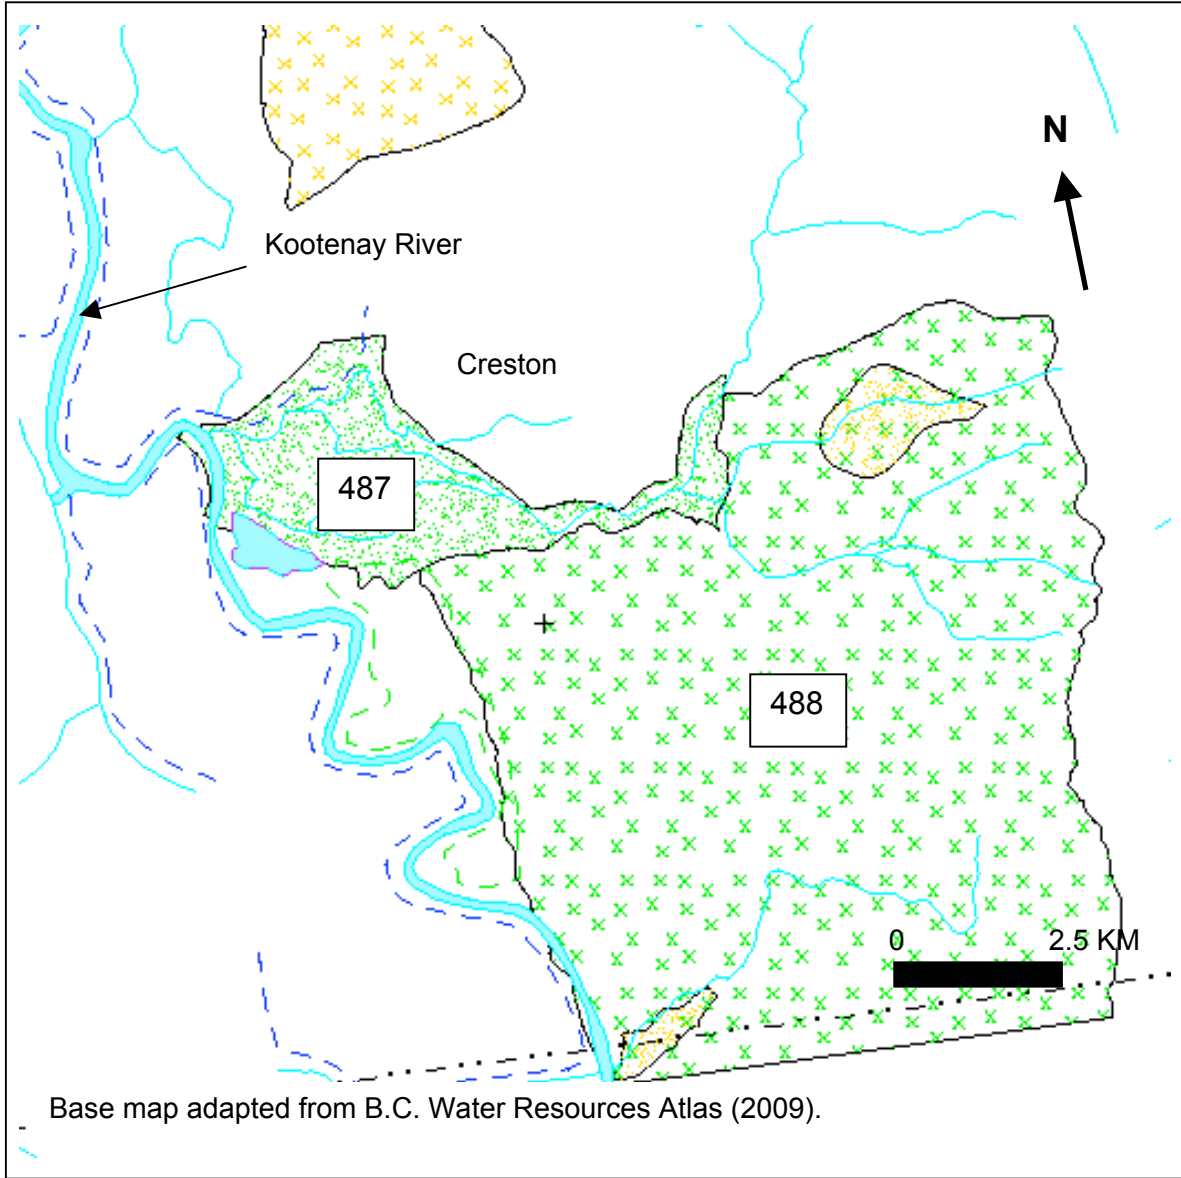 N
Kootenay River
Creston
487
488
0 2.5 KM
Base map adapted from B.C. Water Resources Atlas (2009).